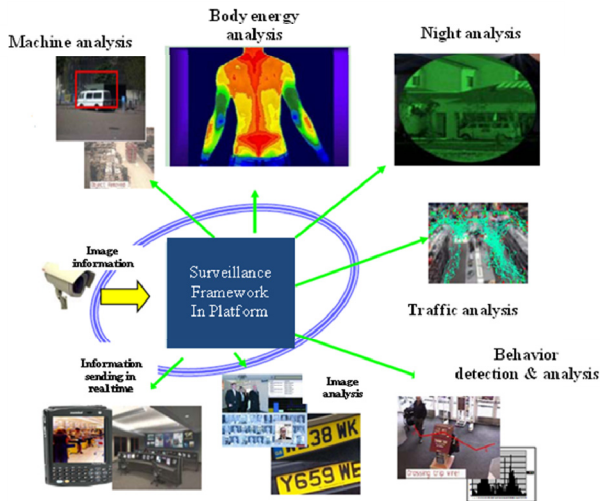 Body energy
analysis
Machine analysis
Night analysis
Image
information
Surveillance
Framework
In Platform
Traffic analysis
Information
sending in
real time
Image
analysis
Behavior
detection & analysis
38 WK
Y659 WE